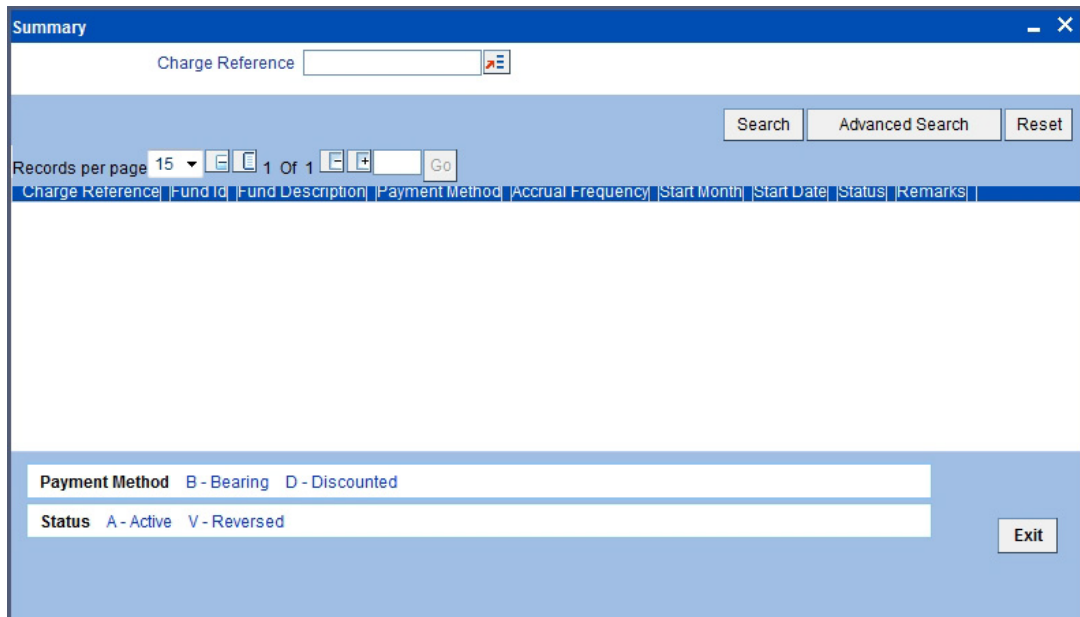 Summary
Charge Reference
Search Advanced Search Reset
Records per page 15 1 Of 1 Go
Charge Reference Fund Id Fund Description Payment Method Accrual Frequency Start Month Start Date Status Remarks
Payment Method B - Bearing D - Discounted
Status A - Active V - Reversed
Exit